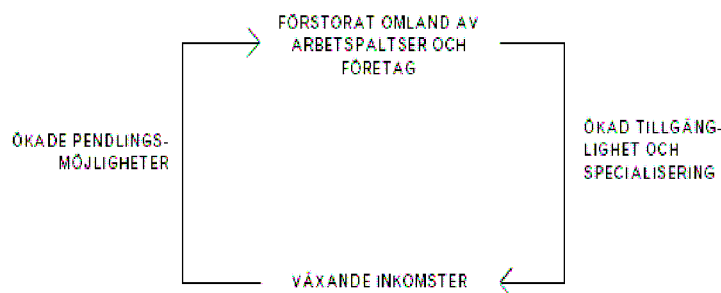 FÖRSTORAT OMLAND AV
ARBETSPALTSER OCH
FÖRETAG
ÖKADE PENDLINGS-
MÖJLIGHETER
ÖKAD TILLGÄNG-
LIGHET OCH
SPECIALISERING
VÄXANDE INKOMSTER